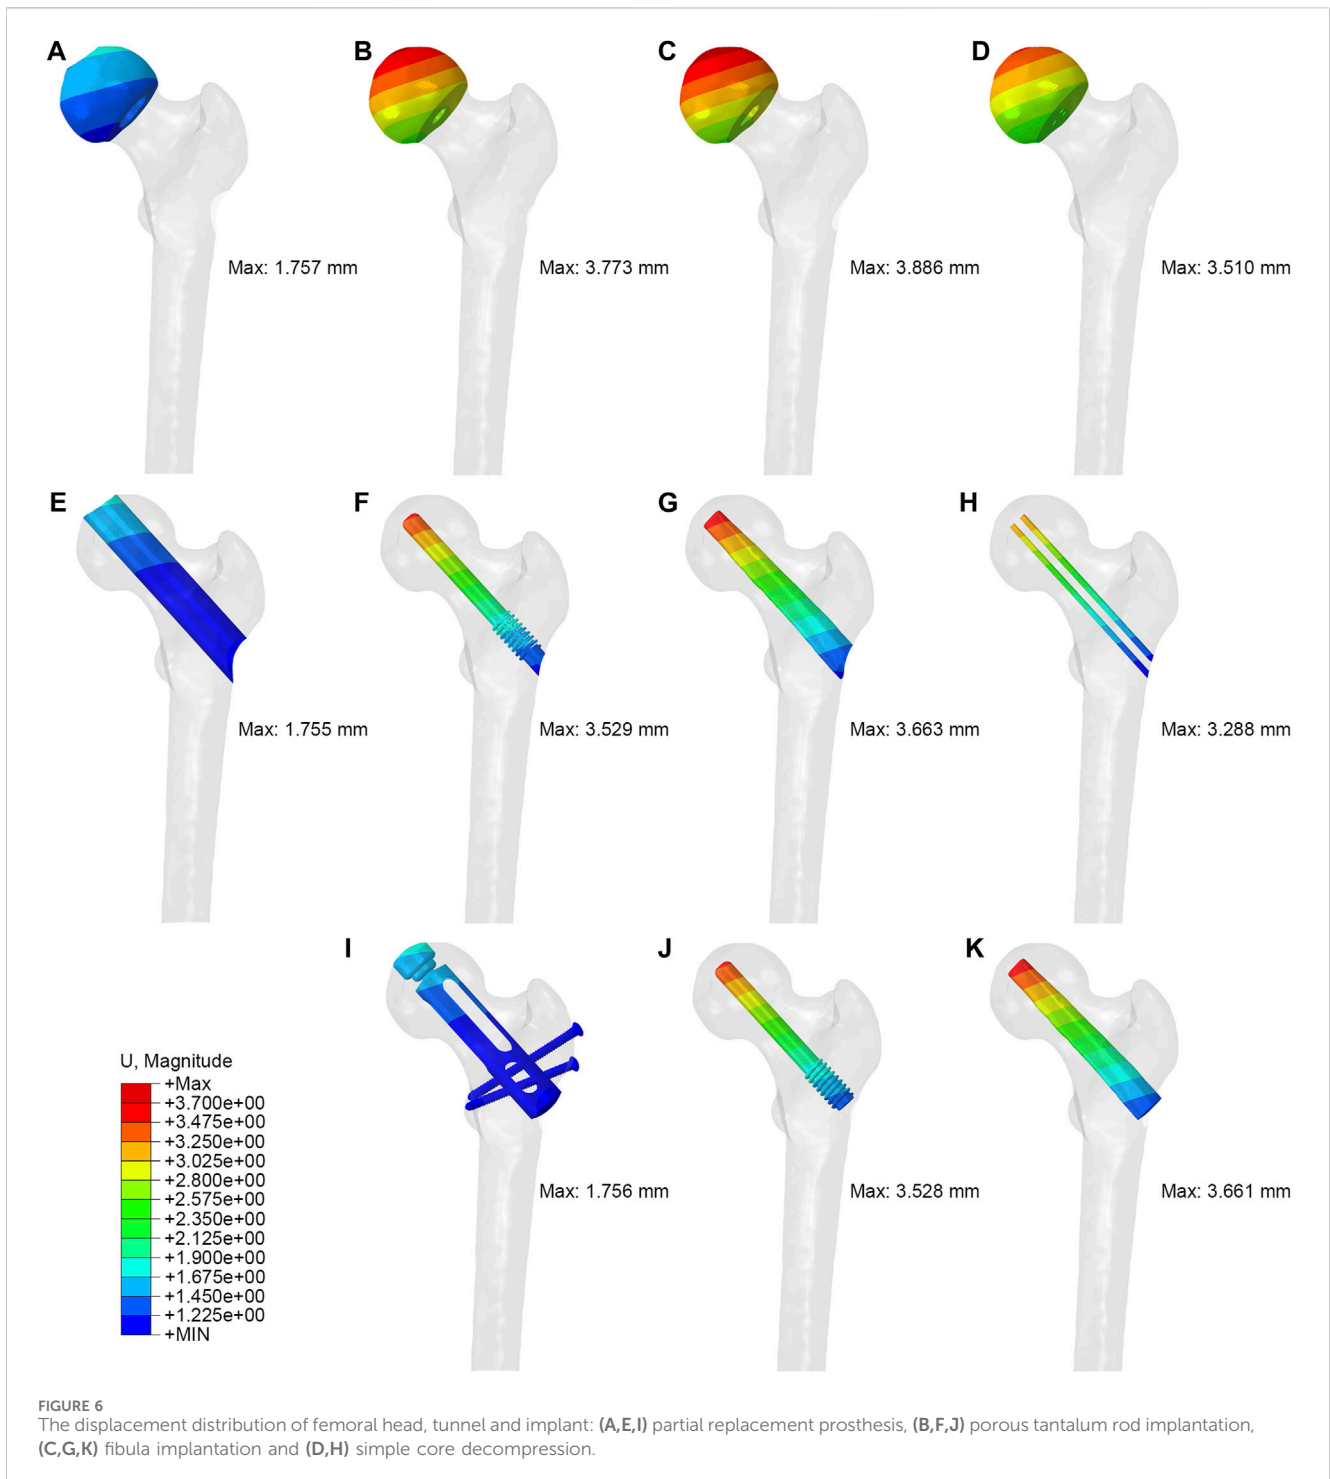 A
B
C
D
Max: 1.757 mm
Max: 3.773 mm
Max: 3.886 mm
Max: 3.510 mm
E
F
G
H
Max: 1.755 mm
Max: 3.529 mm
Max: 3.663 mm
Max: 3.288 mm
I
J
K
Max: 1.756 mm
Max: 3.528 mm
Max: 3.661 mm
U, Magnitude
+Max
+3.700e+00
+3.475e+00
+3.250e+00
+3.025e+00
+2.800e+00
+2.575e+00
+2.350e+00
+2.125e+00
+1.900e+00
+1.675e+00
+1.450e+00
+1.225e+00
+MIN
FIGURE 6
The displacement distribution of femoral head, tunnel and implant: (A,E,I) partial replacement prosthesis, (B,F,J) porous tantalum rod implantation,
(C,G,K) fibula implantation and (D,H) simple core decompression.